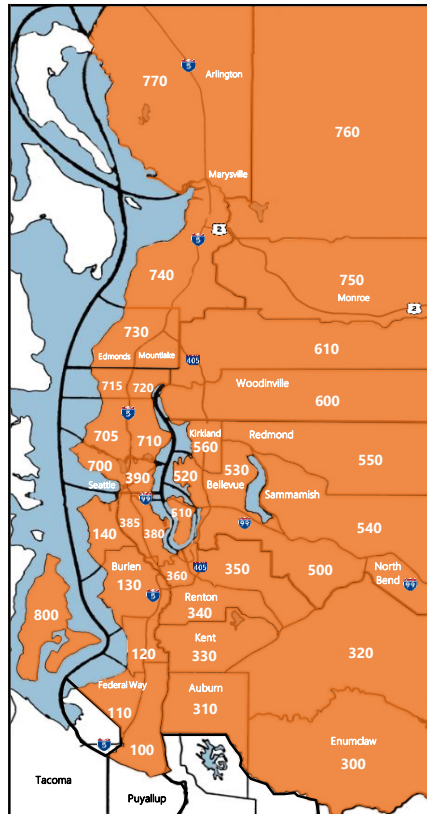 770
5
Arlington
760
Marysville
2
5
740
750
Monroe
2
730
610
Edmonds
Mountlake
405
Woodinville
715
720
600
5
705
710
Kirkland
560
Redmond
700
390
530
550
Seattle
520
Bellevue
Sammamish
99
510
99
540
140
385
380
Burien
130
360
405
350
500
North
Bend
99
5
Renton
340
800
Kent
330
120
320
Federal Way
110
Auburn
310
5
100
Enumclaw
300
Tacoma
Puyallup